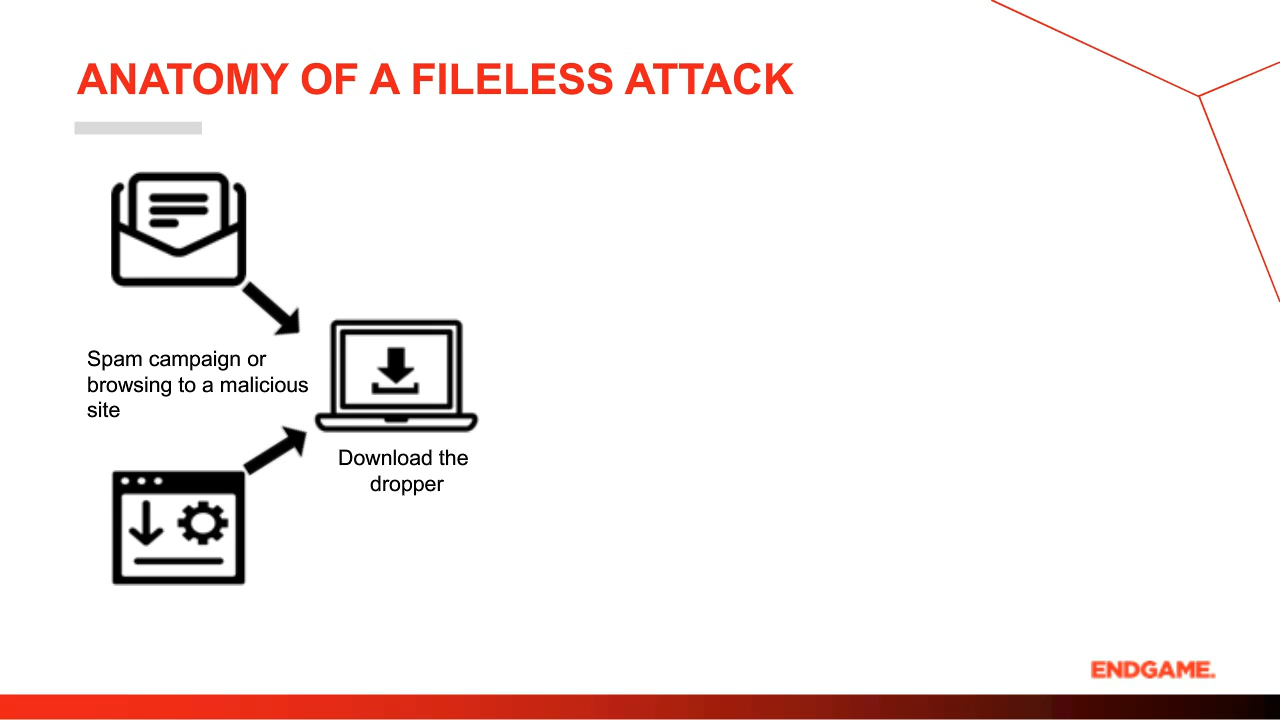 ANATOMY OF A FILELESS ATTACK
Spam campaign or
browsing to a malicious
site
Download the
dropper
ENDGAME.